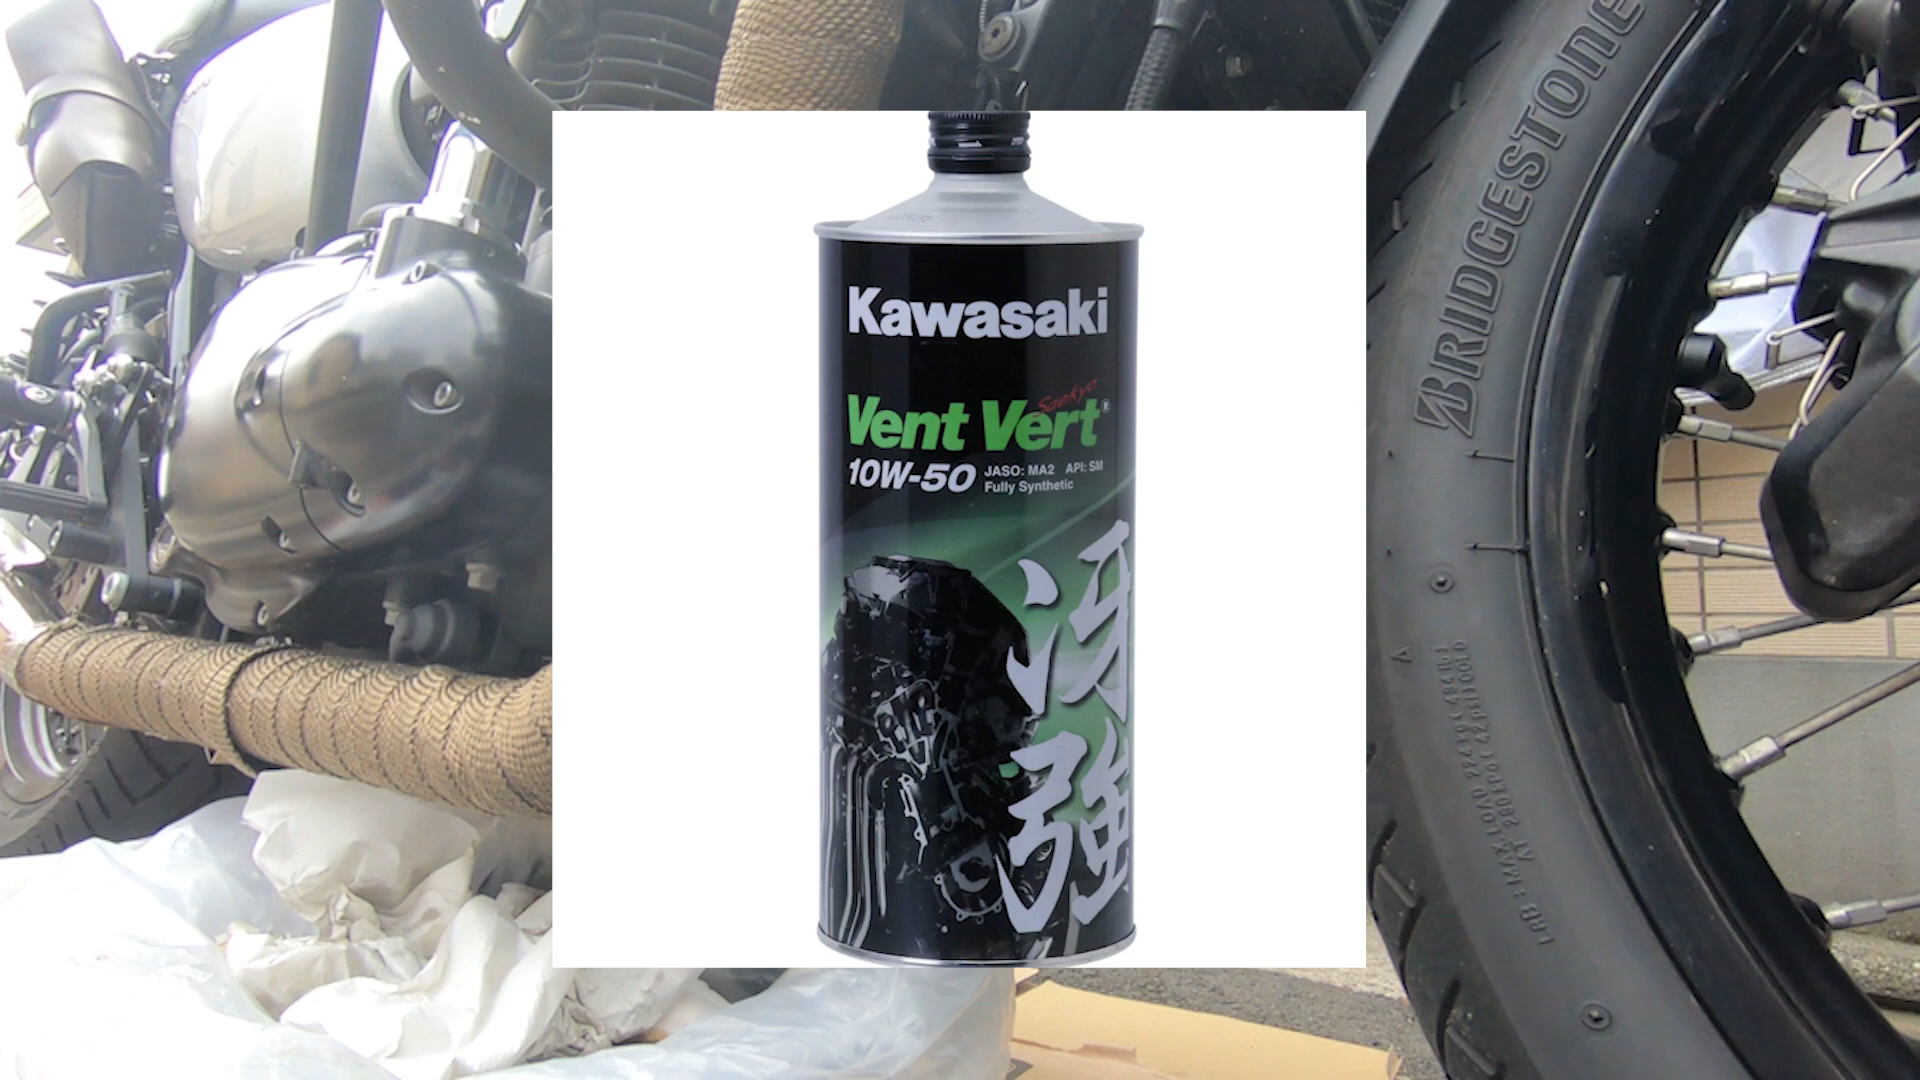 Kawasaki
Saekyo
Vent Vert®
10W-50
JASO: MA2 API: SM
Fully Synthetic
冴強
BRIDGESTONE